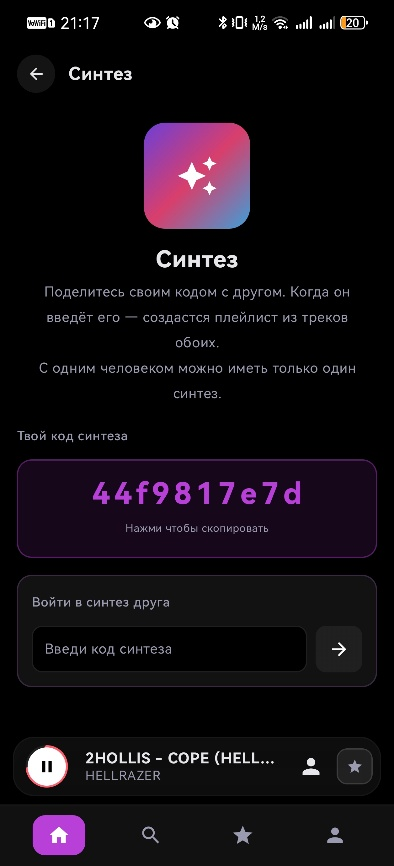 VoWiFi 1 21:17 1,2 M/s 20
Синтез
Синтез
Поделитесь своим кодом с другом. Когда он
введёт его — создастся плейлист из треков
обоих.
С одним человеком можно иметь только один
синтез.
Твой код синтеза
44f9817e7d
Нажми чтобы скопировать
Войти в синтез друга
Введи код синтеза
2HOLLIS - COPE (HELL...
HELLRAZER